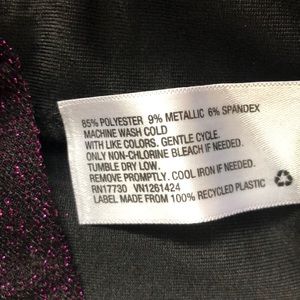 85% POLYESTER 9% METALLIC 6% SPANDEX
MACHINE WASH COLD
WITH LIKE COLORS. GENTLE CYCLE.
ONLY NON-CHLORINE BLEACH IF NEEDED.
TUMBLE DRY LOW.
REMOVE PROMPTLY. COOL IRON IF NEEDED.
RN17730 VN1261424
LABEL MADE FROM 100% RECYCLED PLASTIC